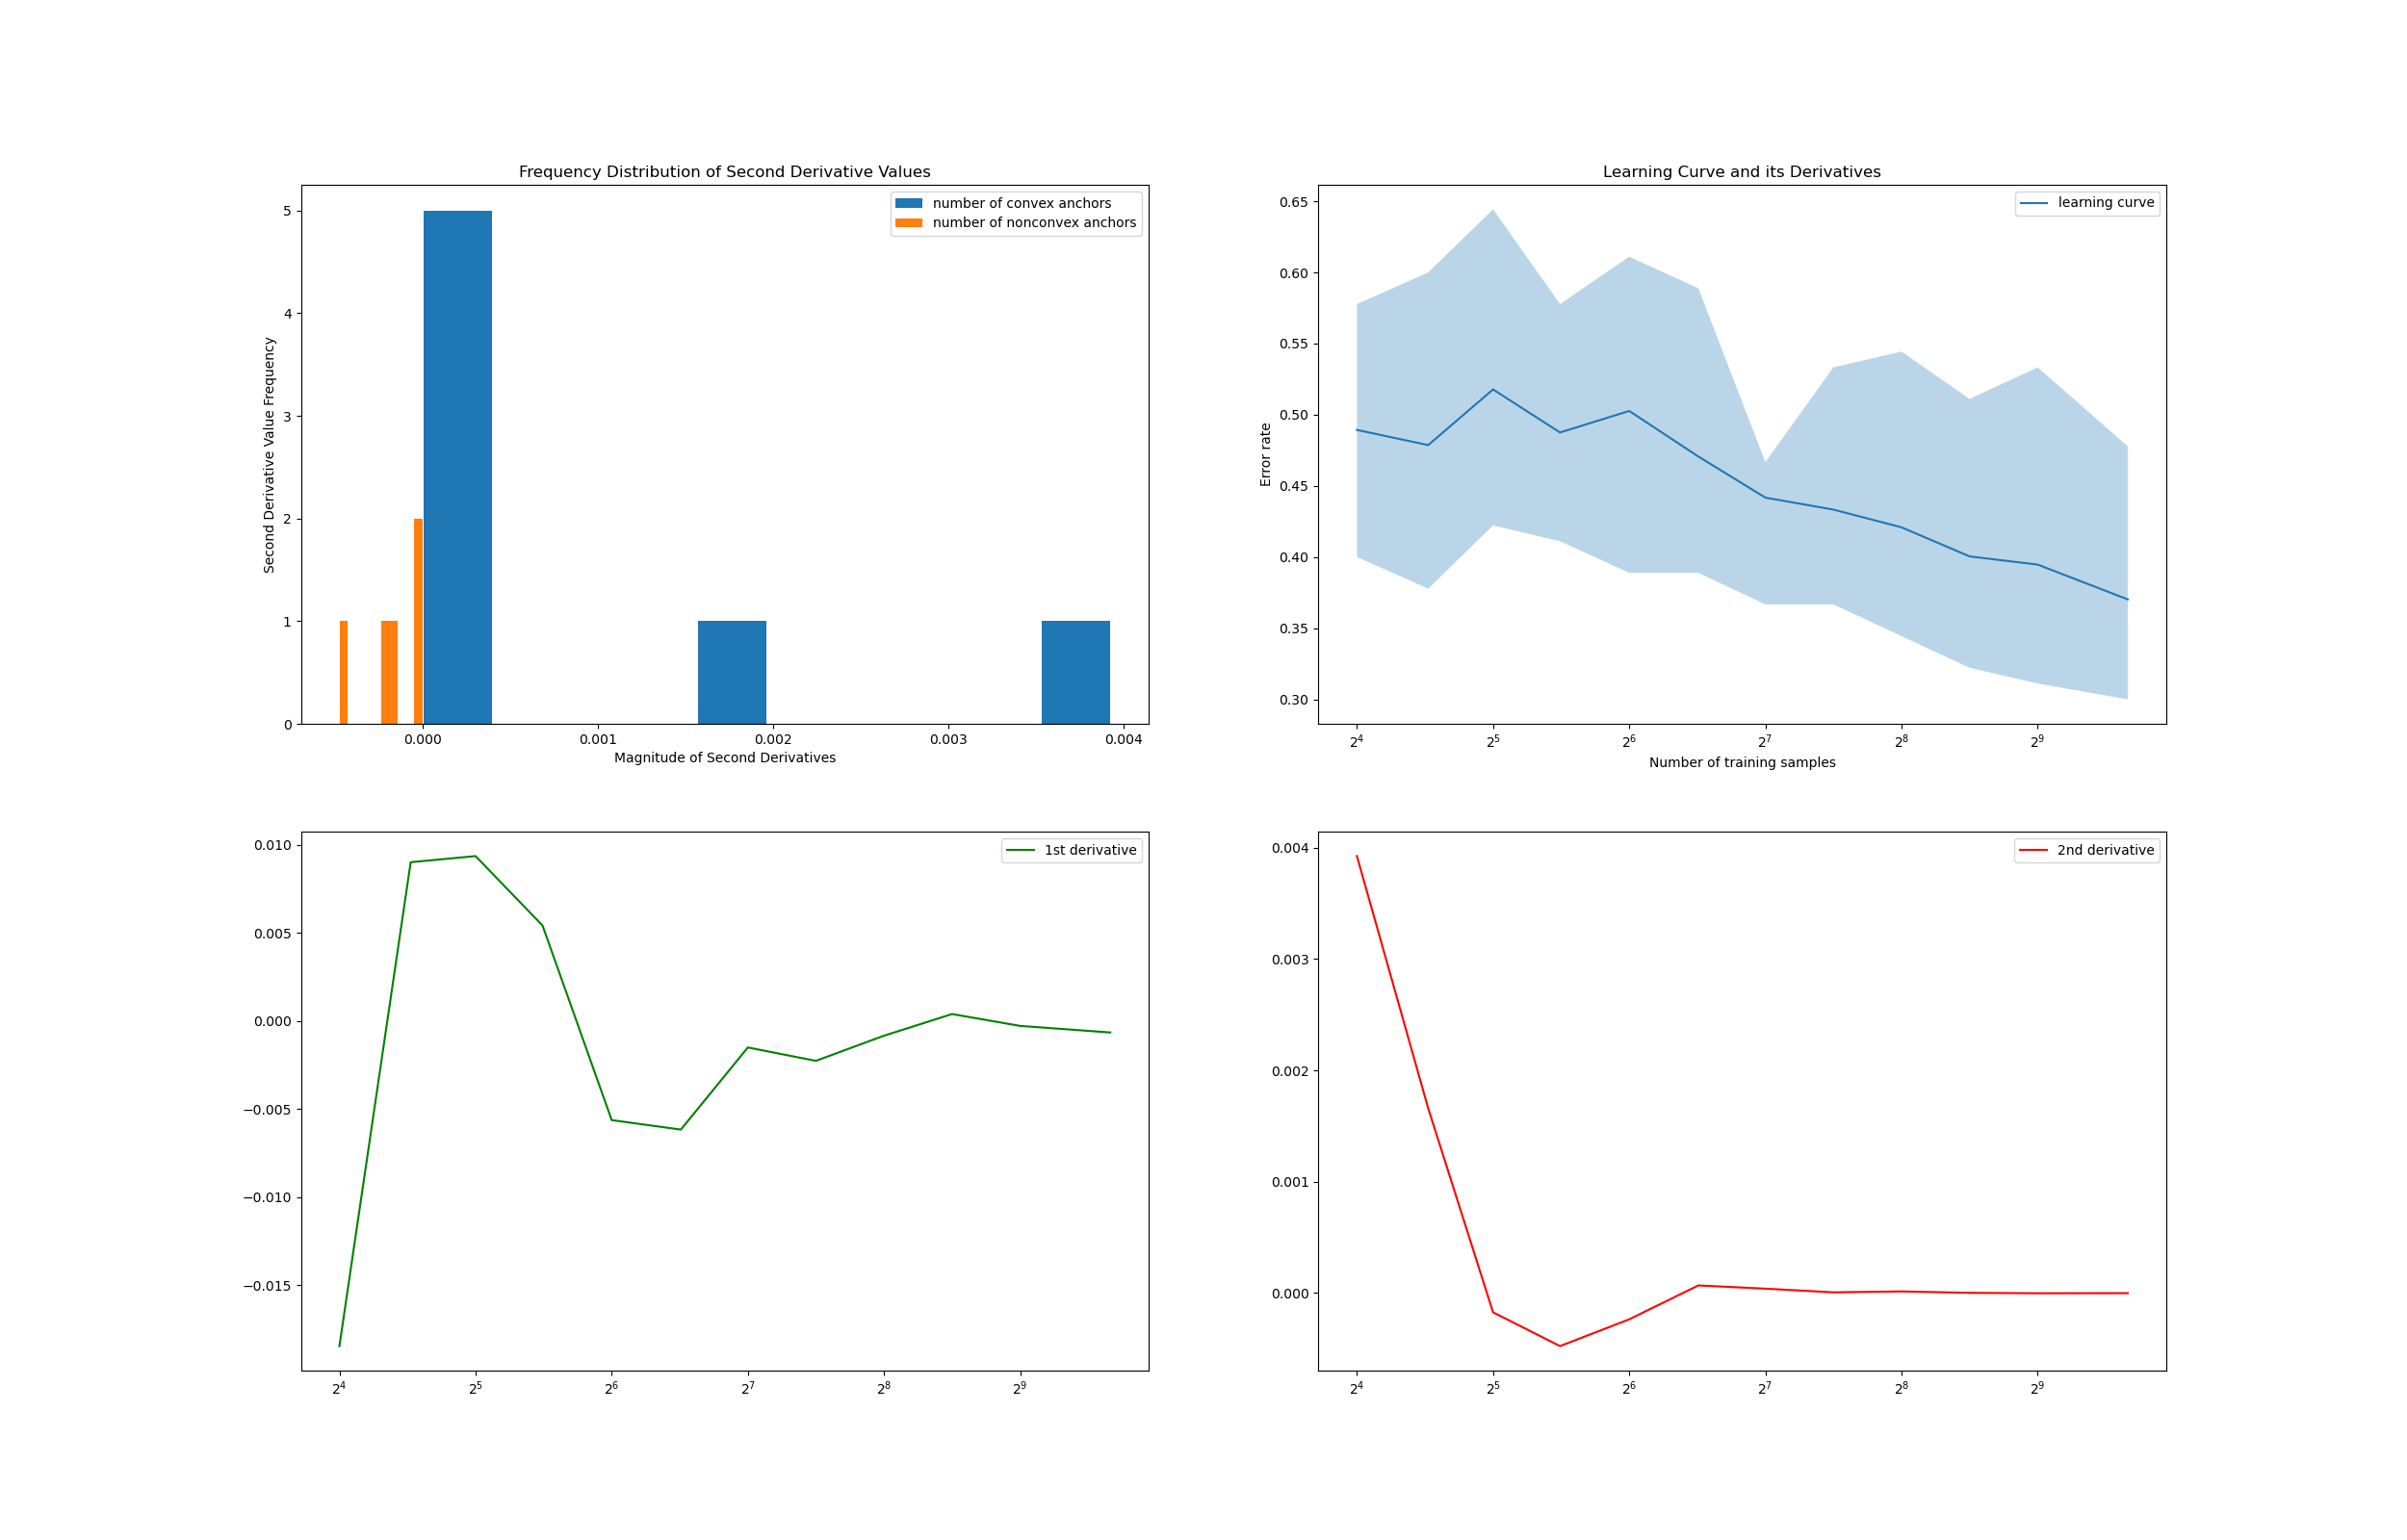 Frequency Distribution of Second Derivative Values
number of convex anchors
number of nonconvex anchors
Second Derivative Value Frequency
5
4
3
2
1
0
0.000 0.001 0.002 0.003 0.004
Magnitude of Second Derivatives
Learning Curve and its Derivatives
learning curve
Error rate
0.65
0.60
0.55
0.50
0.45
0.40
0.35
0.30
2⁴ 2⁵ 2⁶ 2⁷ 2⁸ 2⁹
Number of training samples
1st derivative
0.010
0.005
0.000
−0.005
−0.010
−0.015
2⁴ 2⁵ 2⁶ 2⁷ 2⁸ 2⁹
2nd derivative
0.004
0.003
0.002
0.001
0.000
2⁴ 2⁵ 2⁶ 2⁷ 2⁸ 2⁹